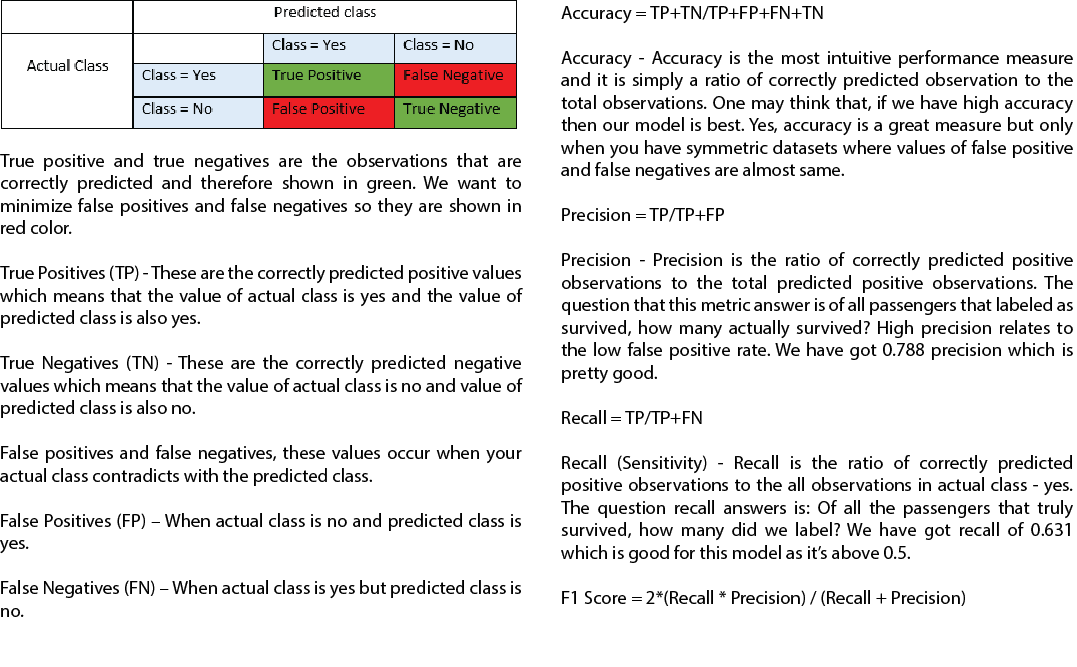 Predicted class
Actual Class
Class = Yes
Class = No
Class = Yes
True Positive
False Negative
Class = No
False Positive
True Negative
True positive and true negatives are the observations that are
correctly predicted and therefore shown in green. We want to
minimize false positives and false negatives so they are shown in
red color.
True Positives (TP) - These are the correctly predicted positive values
which means that the value of actual class is yes and the value of
predicted class is also yes.
True Negatives (TN) - These are the correctly predicted negative
values which means that the value of actual class is no and value of
predicted class is also no.
False positives and false negatives, these values occur when your
actual class contradicts with the predicted class.
False Positives (FP) – When actual class is no and predicted class is
yes.
False Negatives (FN) – When actual class is yes but predicted class is
no.
Accuracy = TP+TN/TP+FP+FN+TN
Accuracy - Accuracy is the most intuitive performance measure
and it is simply a ratio of correctly predicted observation to the
total observations. One may think that, if we have high accuracy
then our model is best. Yes, accuracy is a great measure but only
when you have symmetric datasets where values of false positive
and false negatives are almost same.
Precision = TP/TP+FP
Precision - Precision is the ratio of correctly predicted positive
observations to the total predicted positive observations. The
question that this metric answer is of all passengers that labeled as
survived, how many actually survived? High precision relates to
the low false positive rate. We have got 0.788 precision which is
pretty good.
Recall = TP/TP+FN
Recall (Sensitivity) - Recall is the ratio of correctly predicted
positive observations to the all observations in actual class - yes.
The question recall answers is: Of all the passengers that truly
survived, how many did we label? We have got recall of 0.631
which is good for this model as it’s above 0.5.
F1 Score = 2*(Recall * Precision) / (Recall + Precision)